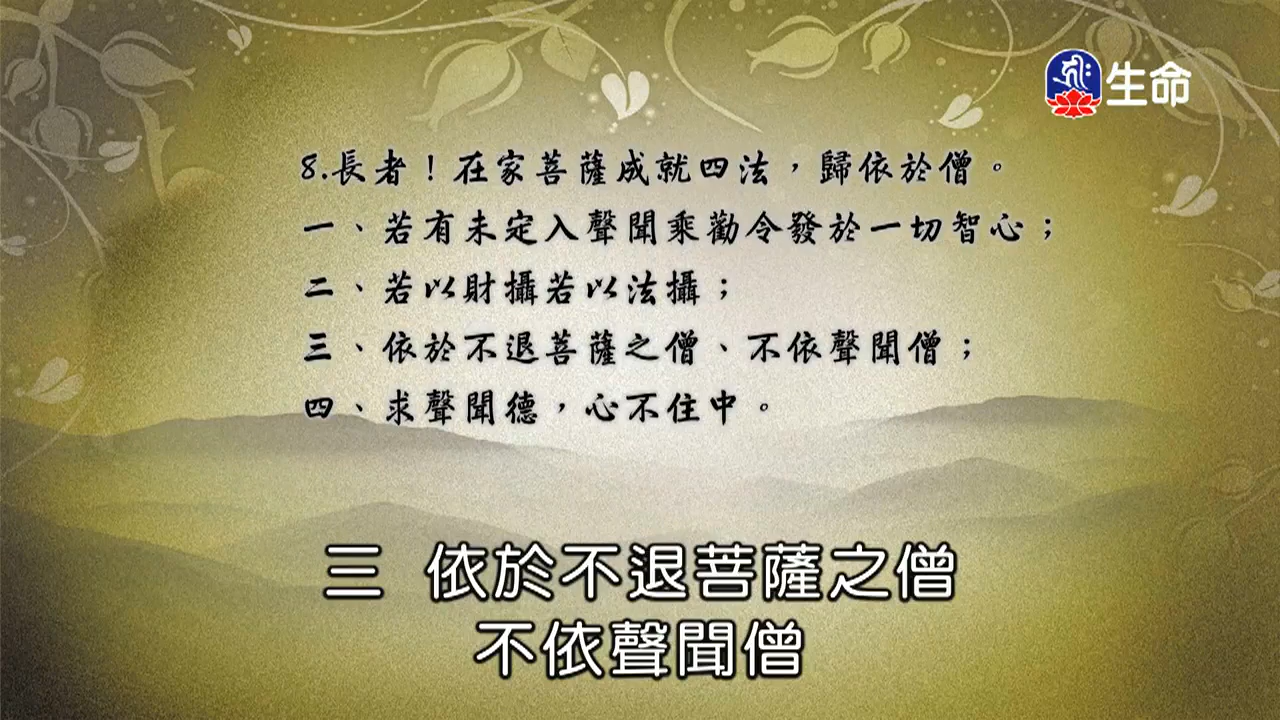 生命
8.長者！在家菩薩成就四法，歸依於僧。
一、若有未定入聲聞乘勸令發於一切智心；
二、若以財攝若以法攝；
三、依於不退菩薩之僧、不依聲聞僧；
四、求聲聞德，心不住中。
三 依於不退菩薩之僧
不依聲聞僧